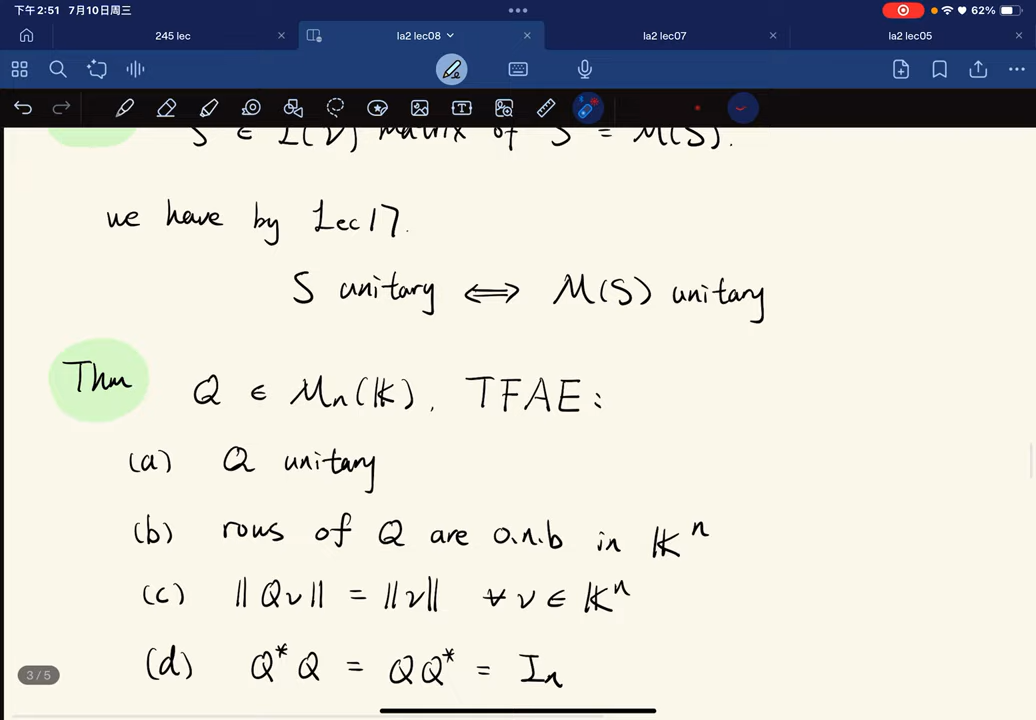 下午2:51 7月10日周三
62%
245 lec
la2 lec08
la2 lec07
la2 lec05
S ∈ L(V) matrix of S = M(S).
we have by Lec17.
S unitary ⟺ M(S) unitary
Thm Q ∈ Mn(𝕂). TFAE:
(a) Q unitary
(b) rows of Q are o.n.b in 𝕂ⁿ
(c) ‖Qv‖ = ‖v‖ ∀ v ∈ 𝕂ⁿ
(d) Q*Q = QQ* = In
3/5